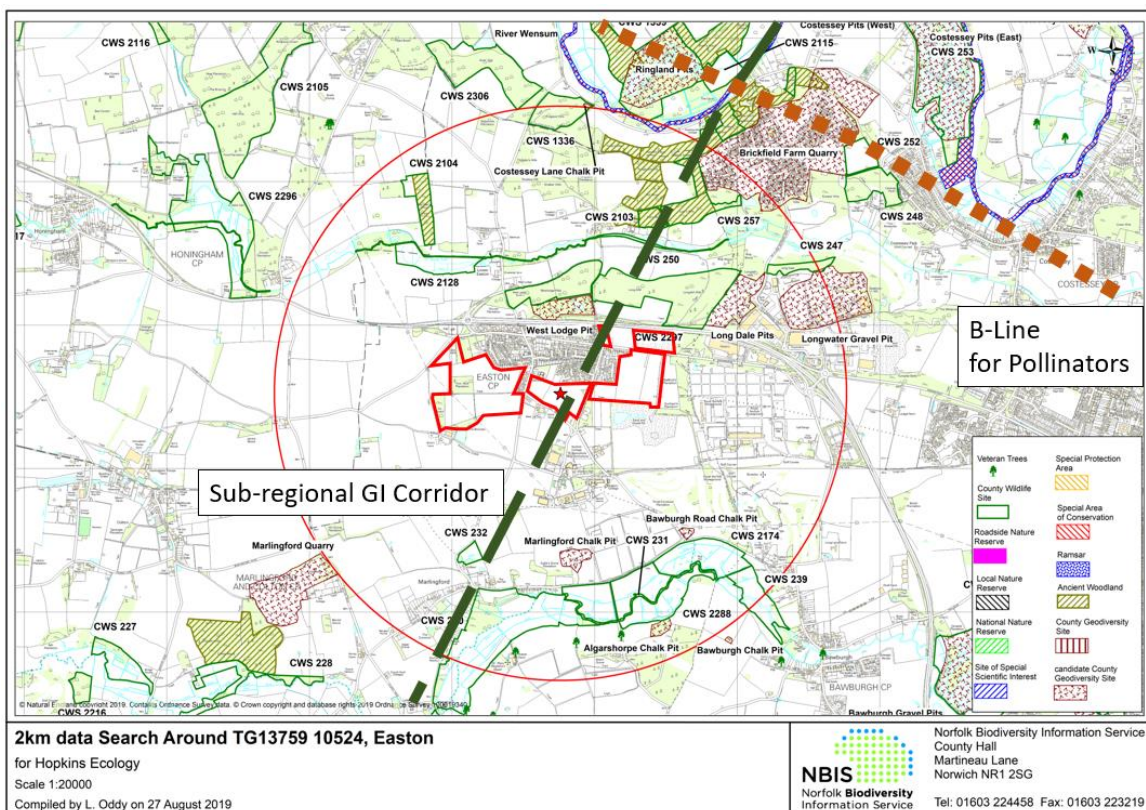 CWS 2116
River Wensum
CWS 1339
Costessey Pits (West)
CWS 2115
Costessey Pits (East)
CWS 253
W
S
Ringland Pits
CWS 2105
CWS 2306
CWS 1336
CWS 2104
Costessey Lane Chalk Pit
Brickfield Farm Quarry
CWS 252
CWS 2296
CWS 2103
CWS 257
CWS 248
17
Honingham
HONINGHAM
CP
CWS 247
WS 250
COSTESSEY
CWS 2128
West Lodge Pit
CWS 2297
Long Dale Pits
Longwater Gravel Pit
B-Line
for Pollinators
EASTON
CP
Sub-regional GI Corridor
Bawburgh Road Chalk Pit
CWS 232
Marlingford Chalk Pit
CWS 231
CWS 2174
Marlingford Quarry
Marlingford
CWS 239
CWS 2288
CWS 227
CWS 228
Algarshorpe Chalk Pit
Bawburgh Chalk Pit
BAWBURGH CP
CWS 2216
Bawburgh Gravel Pits
Veteran Trees
County Wildlife
Site
Roadside Nature
Reserve
Local Nature
Reserve
National Nature
Reserve
Site of Special
Scientific Interest
Special Protection
Area
Special Area
of Conservation
Ramsar
Ancient Woodland
County Geodiversity
Site
candidate County
Geodiversity Site
2km data Search Around TG13759 10524, Easton
for Hopkins Ecology
Scale 1:20000
Compiled by L. Oddy on 27 August 2019
NBIS
Norfolk Biodiversity
Information Service
Norfolk Biodiversity Information Service
County Hall
Martineau Lane
Norwich NR1 2SG
Tel: 01603 224458 Fax: 01603 223219